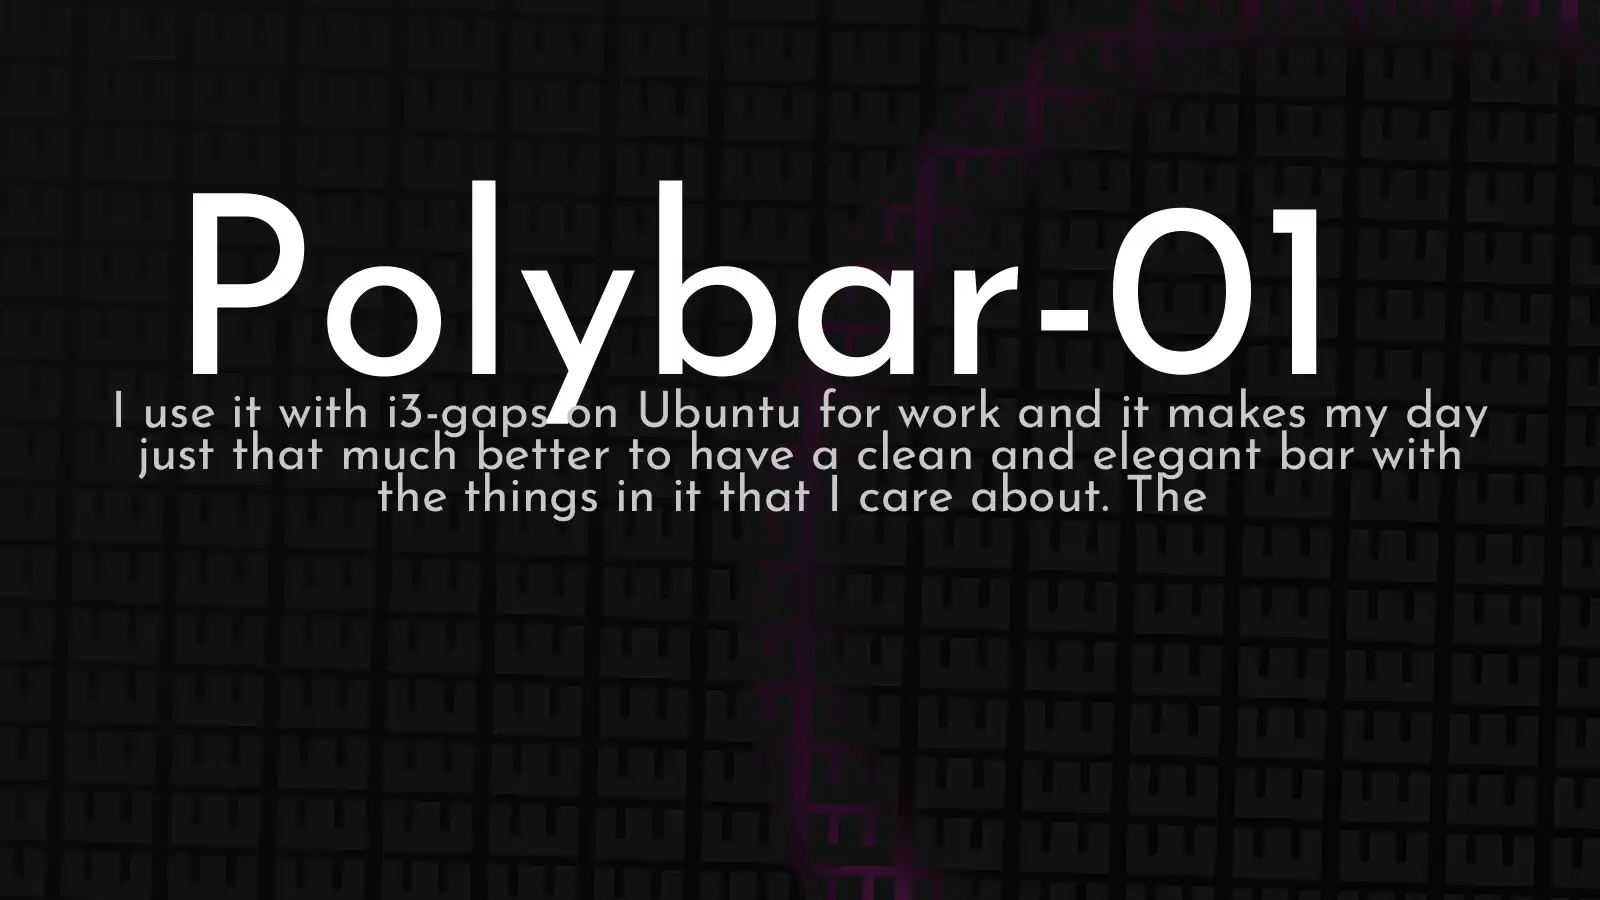 Polybar-01
I use it with i3-gaps on Ubuntu for work and it makes my day
just that much better to have a clean and elegant bar with
the things in it that I care about. The